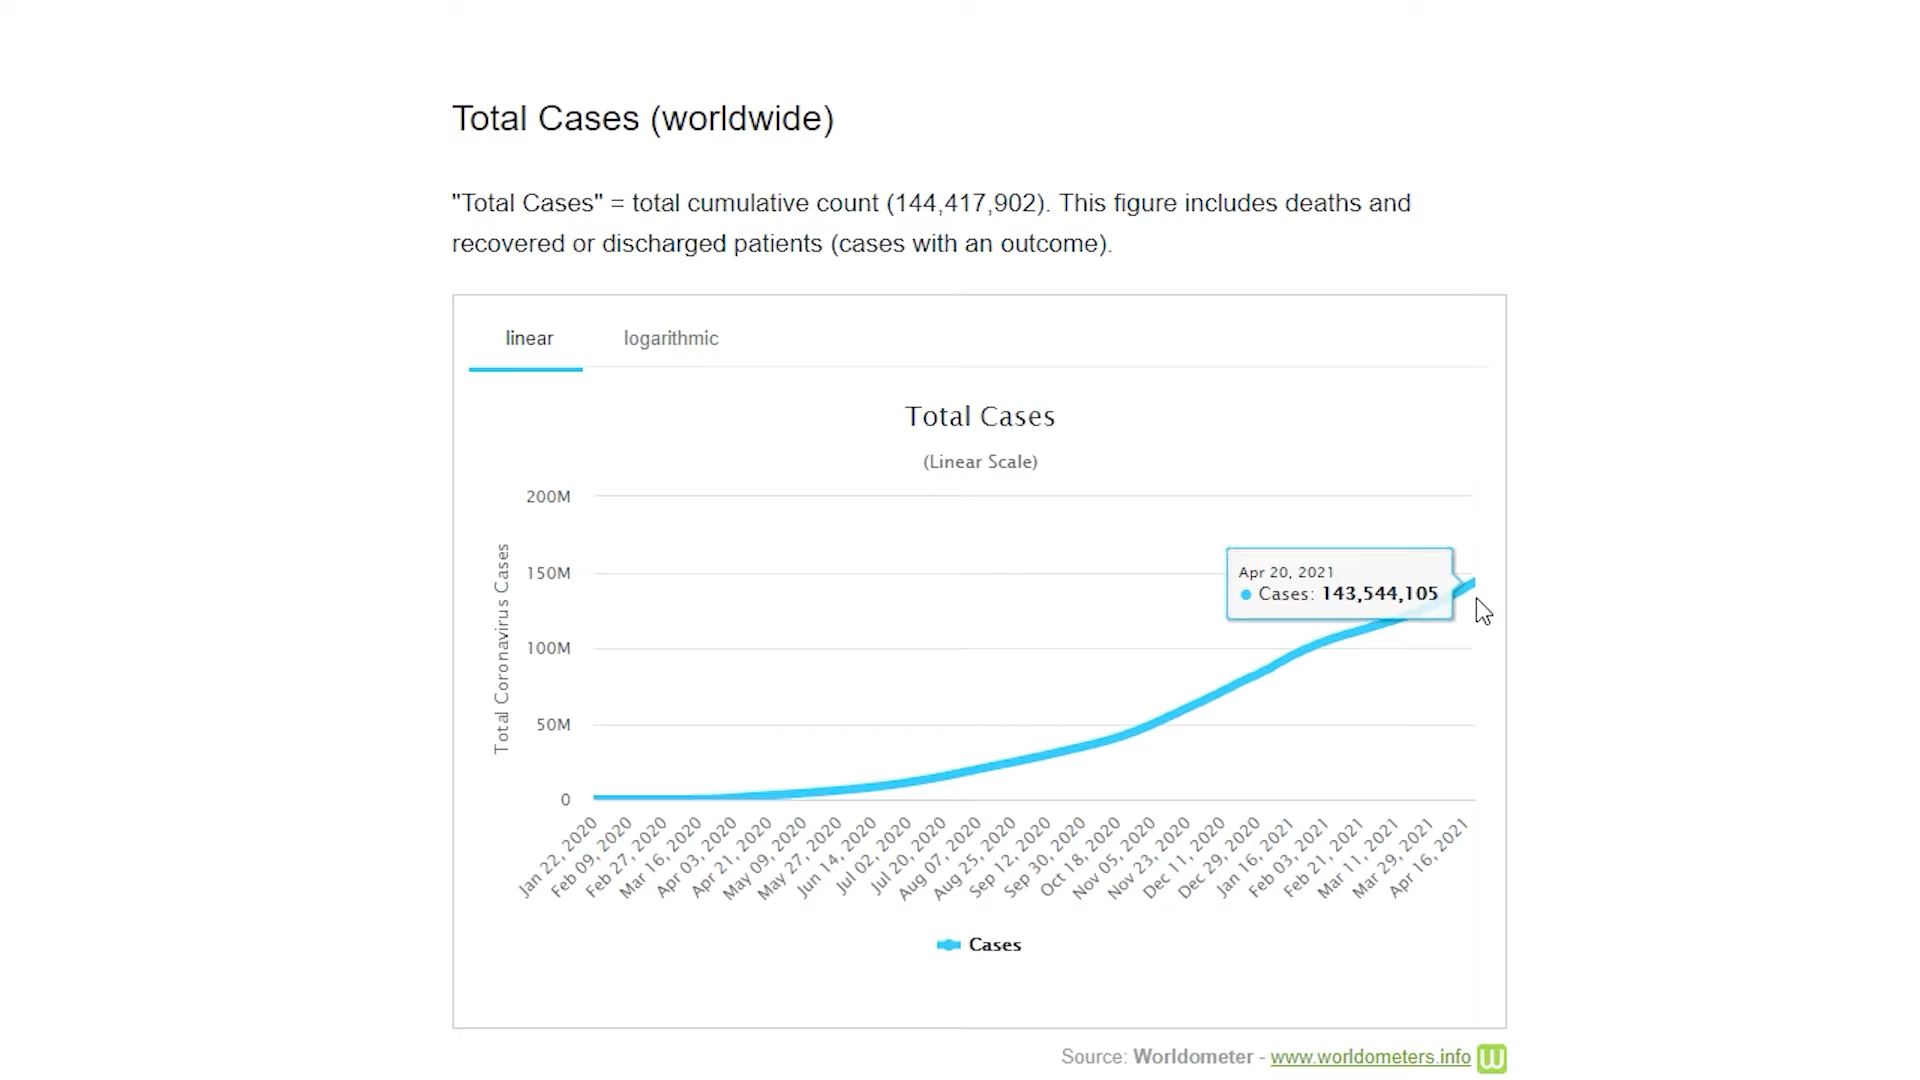 Total Cases (worldwide)
"Total Cases" = total cumulative count (144,417,902). This figure includes deaths and
recovered or discharged patients (cases with an outcome).
linear
logarithmic
Total Cases
(Linear Scale)
Total Coronavirus Cases
200M
150M
100M
50M
0
Apr 20, 2021
Cases: 143,544,105
Jan 22, 2020
Feb 09, 2020
Feb 27, 2020
Mar 16, 2020
Apr 03, 2020
Apr 21, 2020
May 09, 2020
May 27, 2020
Jun 14, 2020
Jul 02, 2020
Jul 20, 2020
Aug 07, 2020
Aug 25, 2020
Sep 12, 2020
Sep 30, 2020
Oct 18, 2020
Nov 05, 2020
Nov 23, 2020
Dec 11, 2020
Dec 29, 2020
Jan 16, 2021
Feb 03, 2021
Feb 21, 2021
Mar 11, 2021
Mar 29, 2021
Apr 16, 2021
Cases
Source: Worldometer - www.worldometers.info W